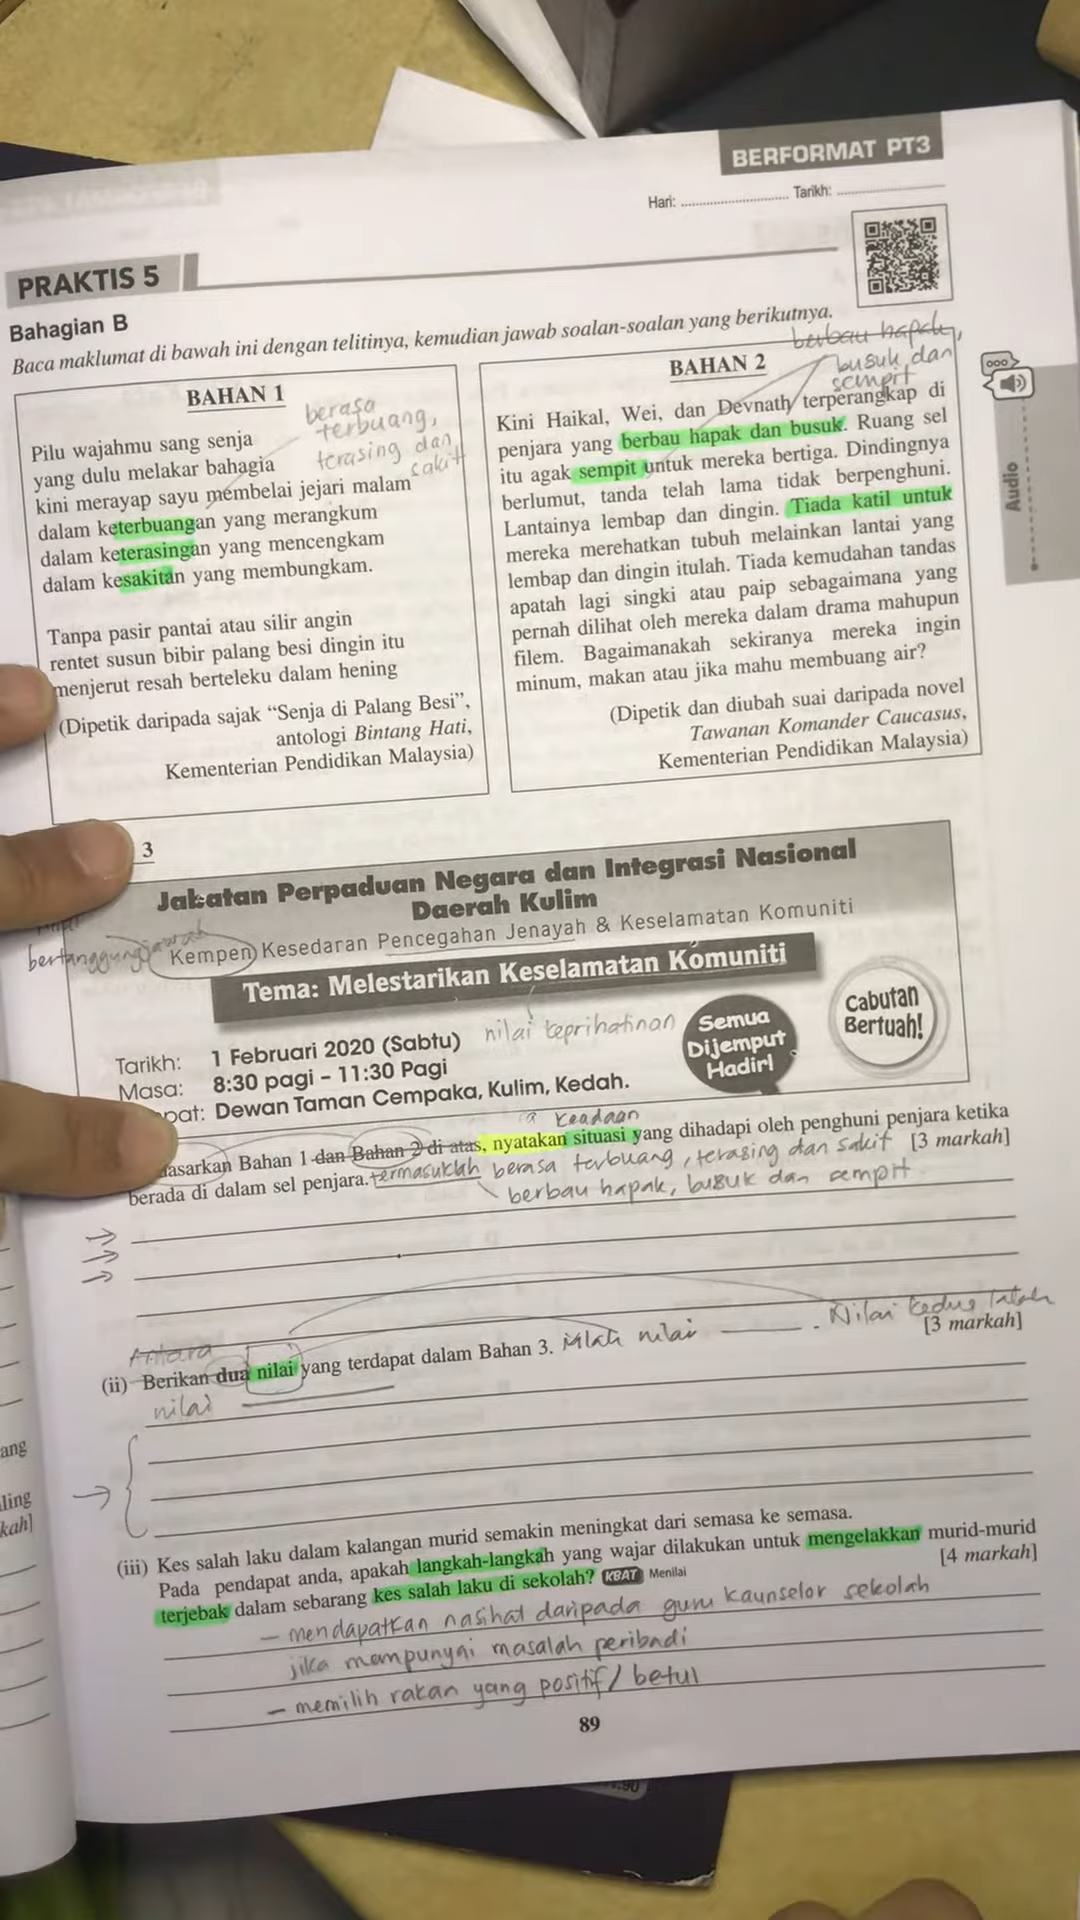 BERFORMAT PT3
Hari: ........................ Tarikh: ........................
PRAKTIS 5
Bahagian B
Baca maklumat di bawah ini dengan telitinya, kemudian jawab soalan-soalan yang berikutnya.
BAHAN 1
berasa
terbuang,
terasing dan
sakit
Pilu wajahmu sang senja
yang dulu melakar bahagia
kini merayap sayu membelai jejari malam
dalam keterbuangan yang merangkum
dalam keterasingan yang mencengkam
dalam kesakitan yang membungkam.
Tanpa pasir pantai atau silir angin
rentet susun bibir palang besi dingin itu
menjerut resah berteleku dalam hening
(Dipetik daripada sajak “Senja di Palang Besi”,
antologi Bintang Hati,
Kementerian Pendidikan Malaysia)
berbau hapak,
busuk dan
sempit
BAHAN 2
Kini Haikal, Wei, dan Devnath terperangkap di
penjara yang berbau hapak dan busuk. Ruang sel
itu agak sempit untuk mereka bertiga. Dindingnya
berlumut, tanda telah lama tidak berpenghuni.
Lantainya lembap dan dingin. Tiada katil untuk
mereka merehatkan tubuh melainkan lantai yang
lembap dan dingin itulah. Tiada kemudahan tandas
apatah lagi singki atau paip sebagaimana yang
pernah dilihat oleh mereka dalam drama mahupun
filem. Bagaimanakah sekiranya mereka ingin
minum, makan atau jika mahu membuang air?
(Dipetik dan diubah suai daripada novel
Tawanan Komander Caucasus,
Kementerian Pendidikan Malaysia)
Audio
3
Jabatan Perpaduan Negara dan Integrasi Nasional
Daerah Kulim
bertanggungjawab
Kempen Kesedaran Pencegahan Jenayah & Keselamatan Komuniti
Tema: Melestarikan Keselamatan Komuniti
nilai keprihatinan
Tarikh: 1 Februari 2020 (Sabtu)
Masa: 8:30 pagi – 11:30 Pagi
pat: Dewan Taman Cempaka, Kulim, Kedah.
Semua
Dijemput
Hadir!
Cabutan
Bertuah!
keadaan
asarkan Bahan 1 dan Bahan 2 di atas, nyatakan situasi yang dihadapi oleh penghuni penjara ketika
berada di dalam sel penjara. termasuklah berasa terbuang, terasing dan sakit [3 markah]
berbau hapak, busuk dan sempit
Antara
(ii) Berikan dua nilai yang terdapat dalam Bahan 3. ialah nilai ______. Nilai kedua ialah
[3 markah]
nilai
(iii) Kes salah laku dalam kalangan murid semakin meningkat dari semasa ke semasa.
Pada pendapat anda, apakah langkah-langkah yang wajar dilakukan untuk mengelakkan murid-murid
terjebak dalam sebarang kes salah laku di sekolah? KBAT Menilai [4 markah]
– mendapatkan nasihat daripada guru kaunselor sekolah
jika mempunyai masalah peribadi
– memilih rakan yang positif / betul
89
ang
ling
kah]